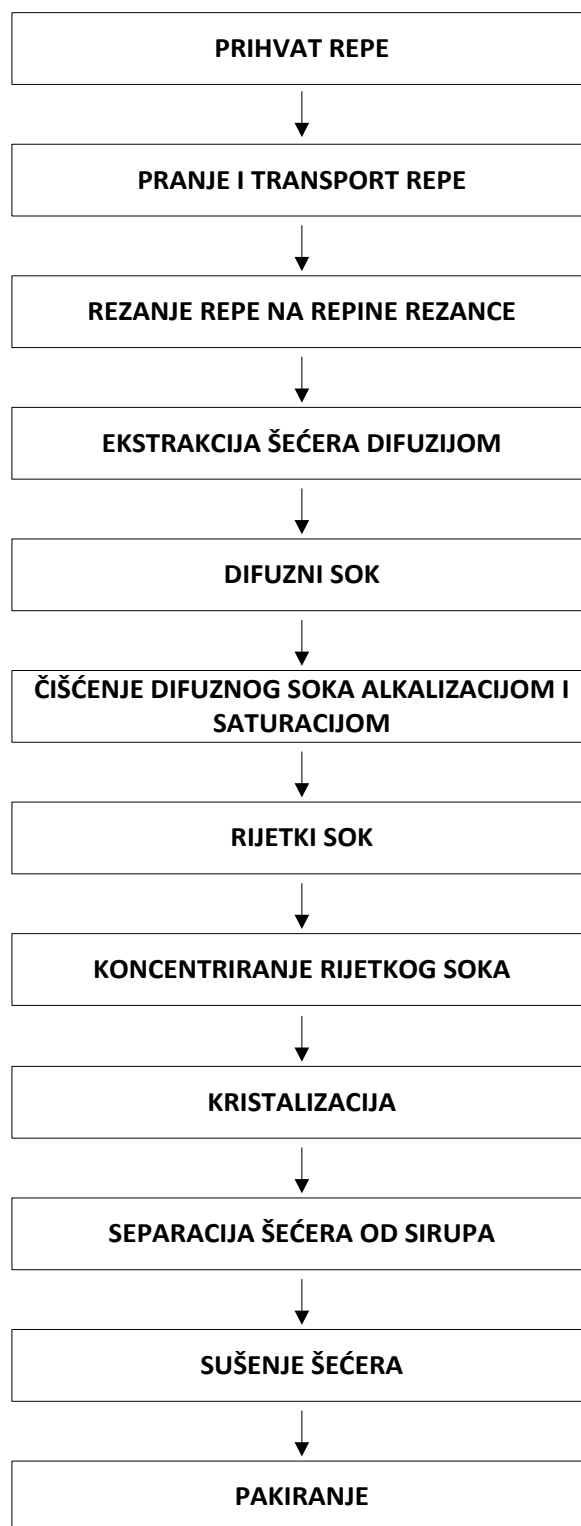 PRIHVAT REPE
PRANJE I TRANSPORT REPE
REZANJE REPE NA REPINE REZANCE
EKSTRAKCIJA ŠEĆERA DIFUZIJOM
DIFUZNI SOK
ČIŠĆENJE DIFUZNOG SOKA ALKALIZACIJOM I
SATURACIJOM
RIJETKI SOK
KONCENTRIRANJE RIJETKOG SOKA
KRISTALIZACIJA
SEPARACIJA ŠEĆERA OD SIRUPA
SUŠENJE ŠEĆERA
PAKIRANJE